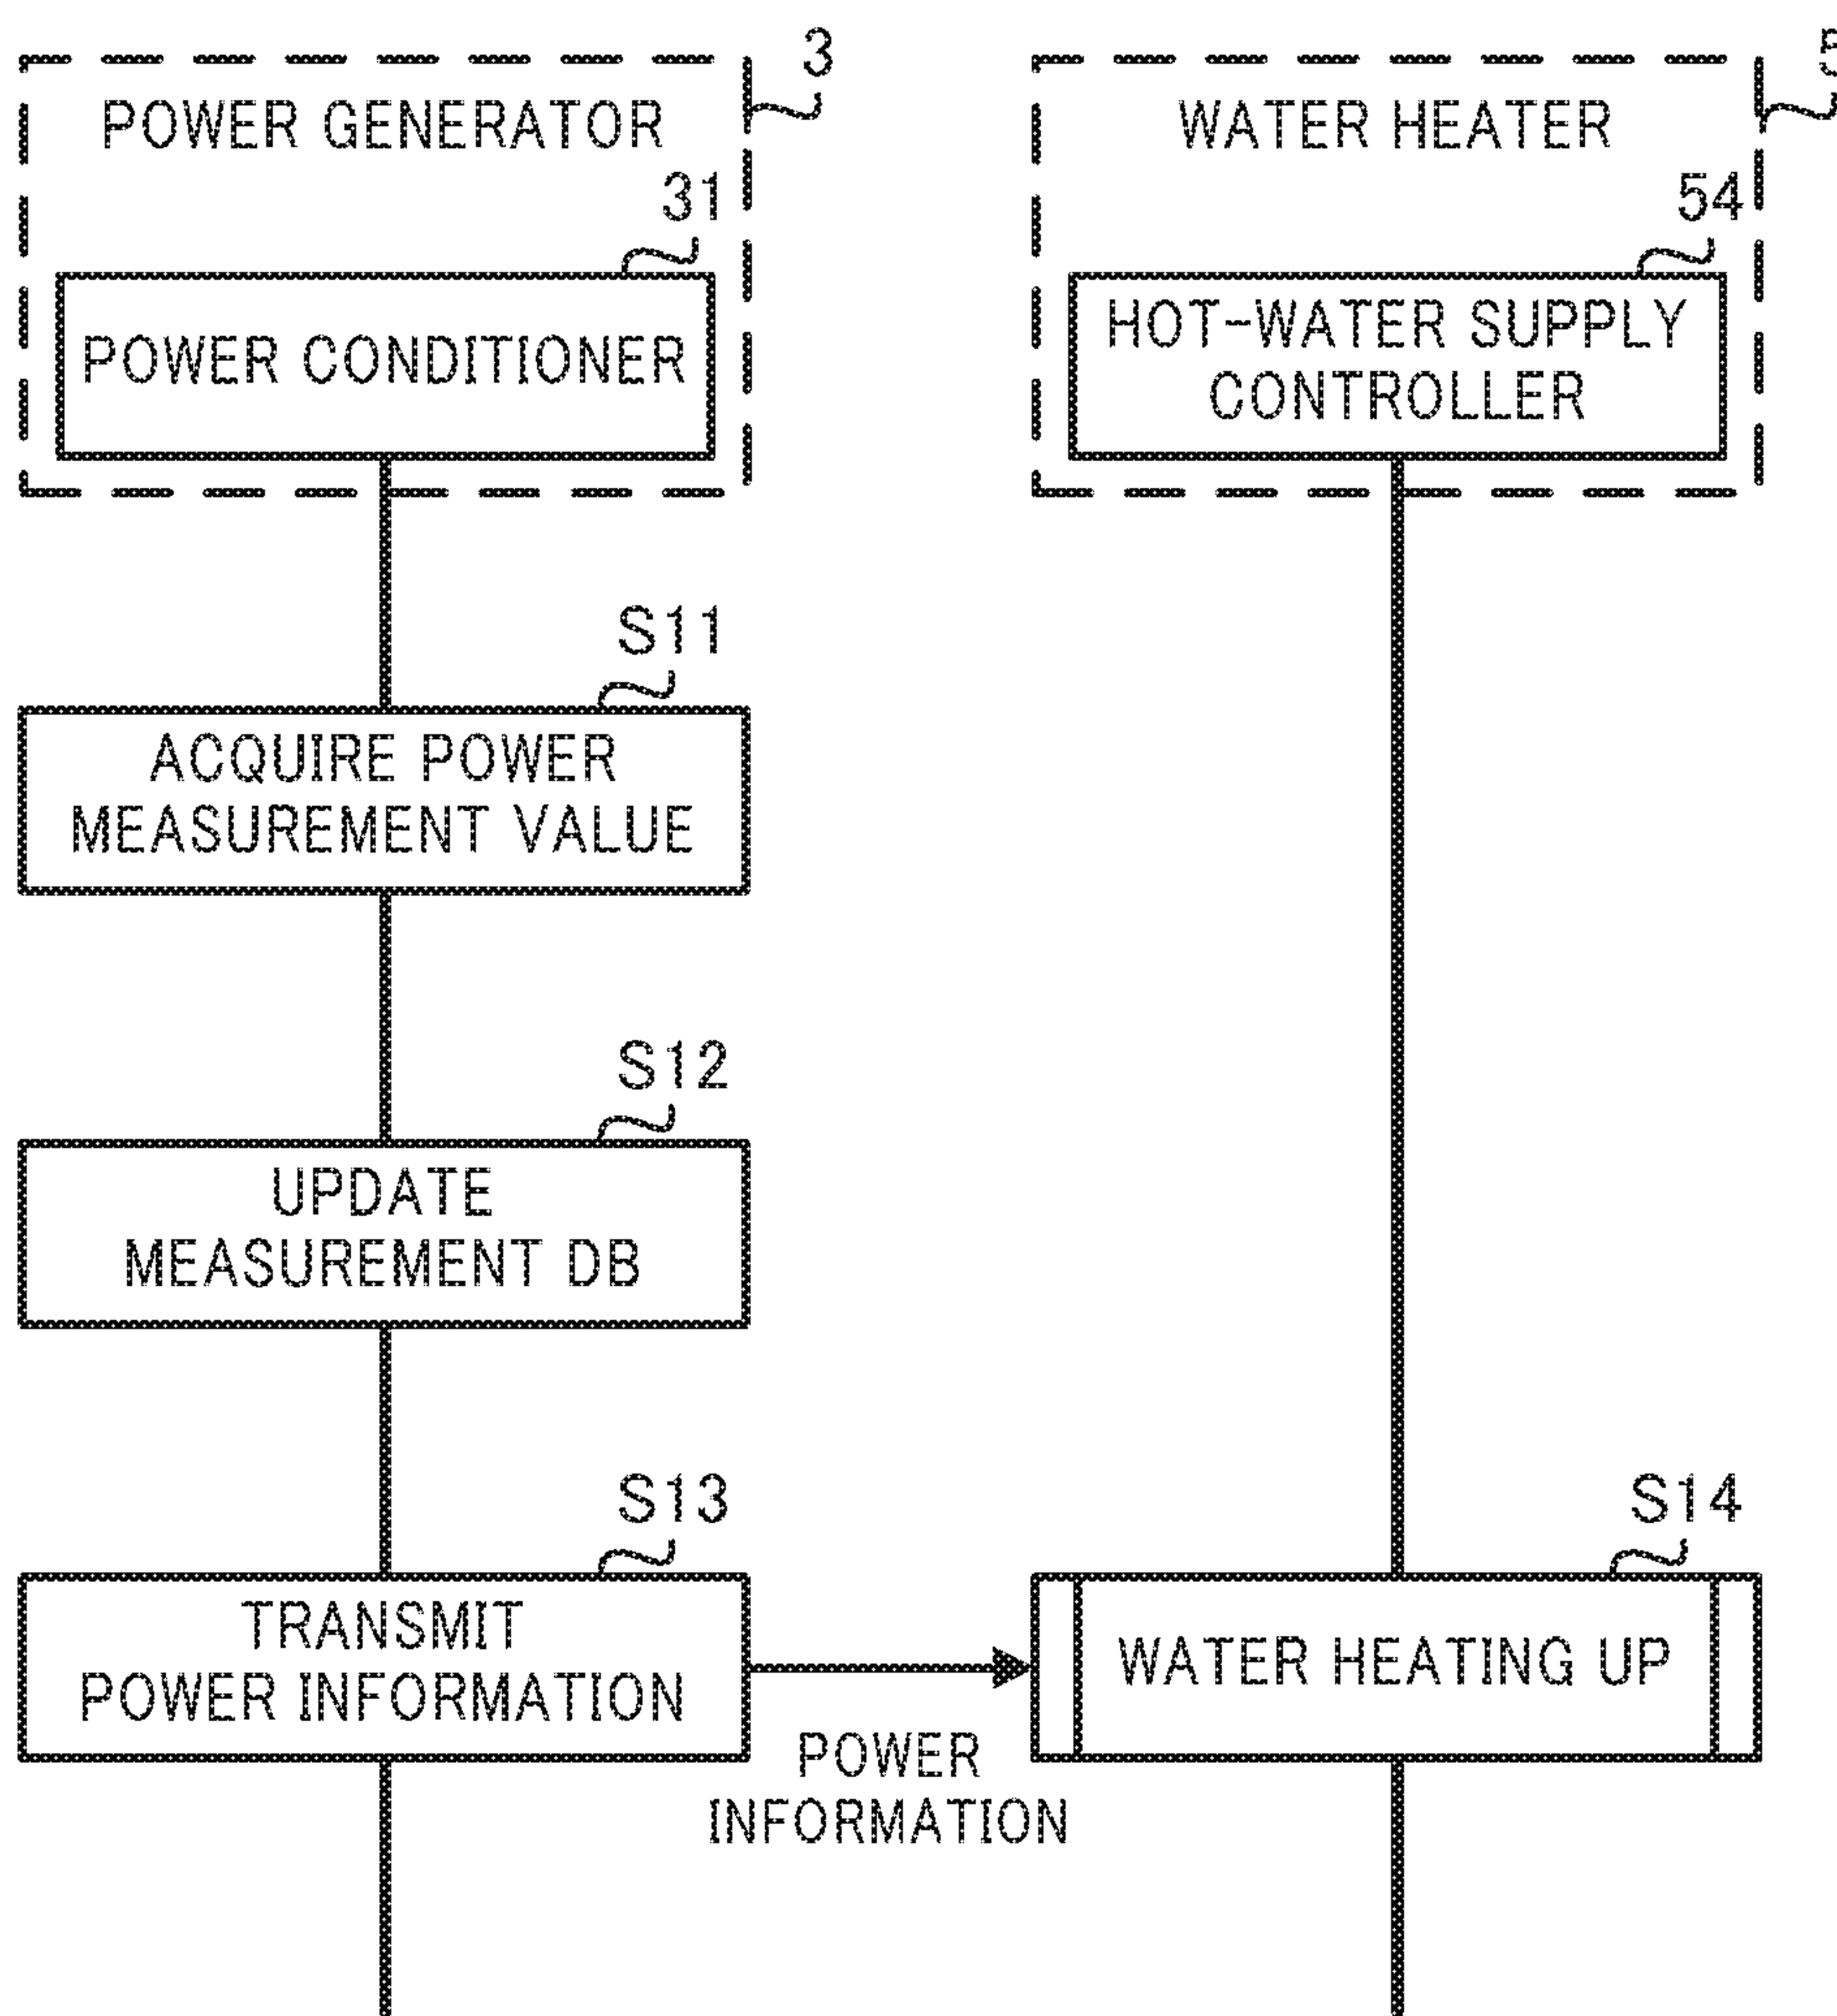 3
POWER GENERATOR
31
POWER CONDITIONER
5
WATER HEATER
54
HOT-WATER SUPPLY
CONTROLLER
S11
ACQUIRE POWER
MEASUREMENT VALUE
S12
UPDATE
MEASUREMENT DB
S13
TRANSMIT
POWER INFORMATION
POWER
INFORMATION
S14
WATER HEATING UP